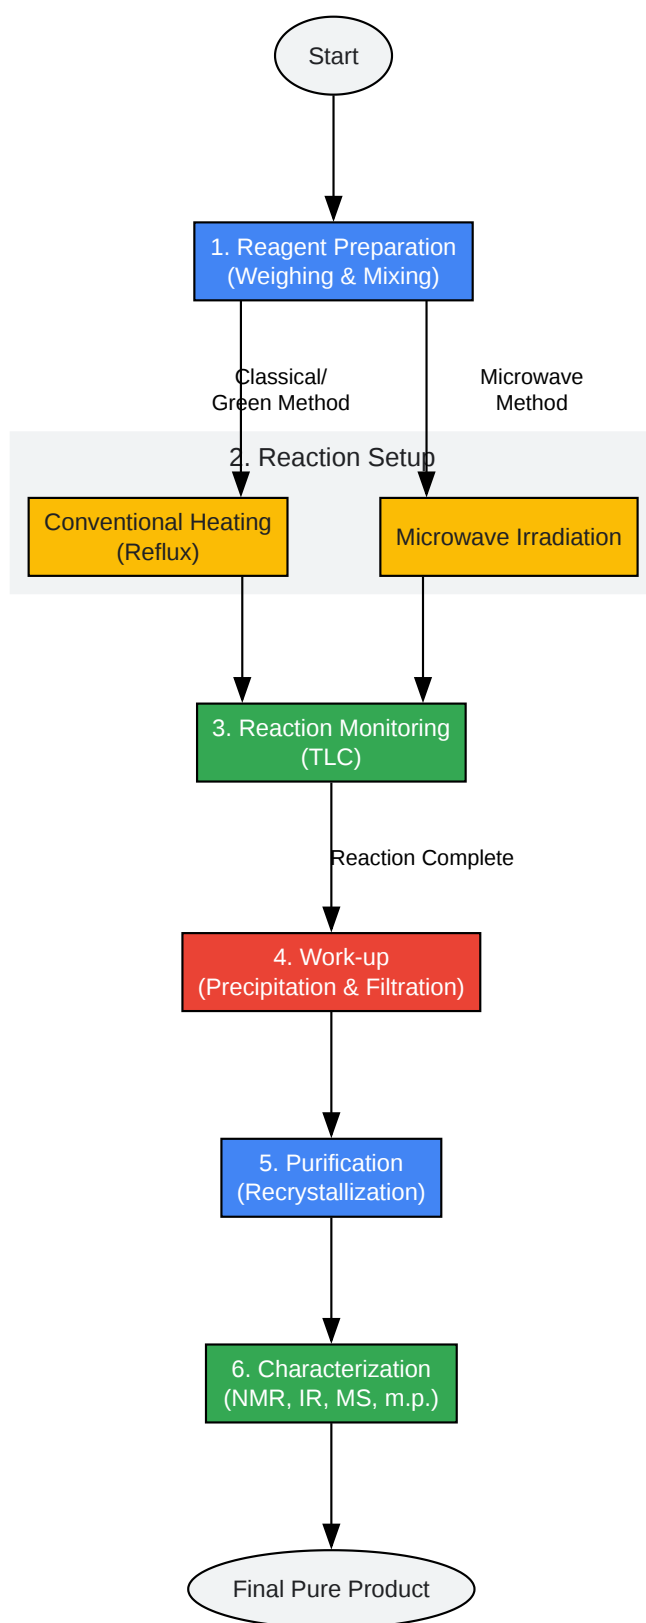 Start
1. Reagent Preparation
(Weighing & Mixing)
Classical/
Green Method
Microwave
Method
2. Reaction Setup
Conventional Heating
(Reflux)
Microwave Irradiation
3. Reaction Monitoring
(TLC)
Reaction Complete
4. Work-up
(Precipitation & Filtration)
5. Purification
(Recrystallization)
6. Characterization
(NMR, IR, MS, m.p.)
Final Pure Product